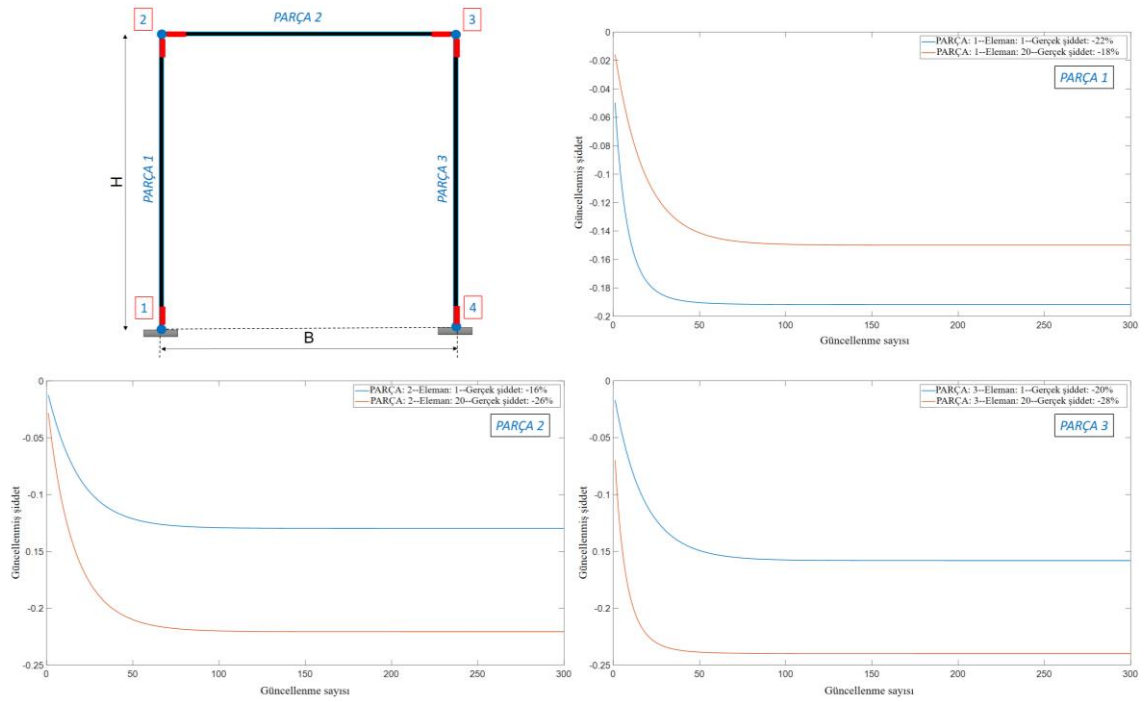 2
PARÇA 2
3
PARÇA 1
H
PARÇA 3
1
4
B
PARÇA: 1--Eleman: 1--Gerçek şiddet: -22%
PARÇA: 1--Eleman: 20--Gerçek şiddet: -18%
PARÇA 1
Güncellenmiş şiddet
0
-0.02
-0.04
-0.06
-0.08
-0.1
-0.12
-0.14
-0.16
-0.18
-0.2
0 50 100 150 200 250 300
Güncellenme sayısı
PARÇA: 2--Eleman: 1--Gerçek şiddet: -16%
PARÇA: 2--Eleman: 20--Gerçek şiddet: -26%
PARÇA 2
Güncellenmiş şiddet
0
-0.05
-0.1
-0.15
-0.2
-0.25
0 50 100 150 200 250 300
Güncellenme sayısı
PARÇA: 3--Eleman: 1--Gerçek şiddet: -20%
PARÇA: 3--Eleman: 20--Gerçek şiddet: -28%
PARÇA 3
Güncellenmiş şiddet
0
-0.05
-0.1
-0.15
-0.2
-0.25
0 50 100 150 200 250 300
Güncellenme sayısı